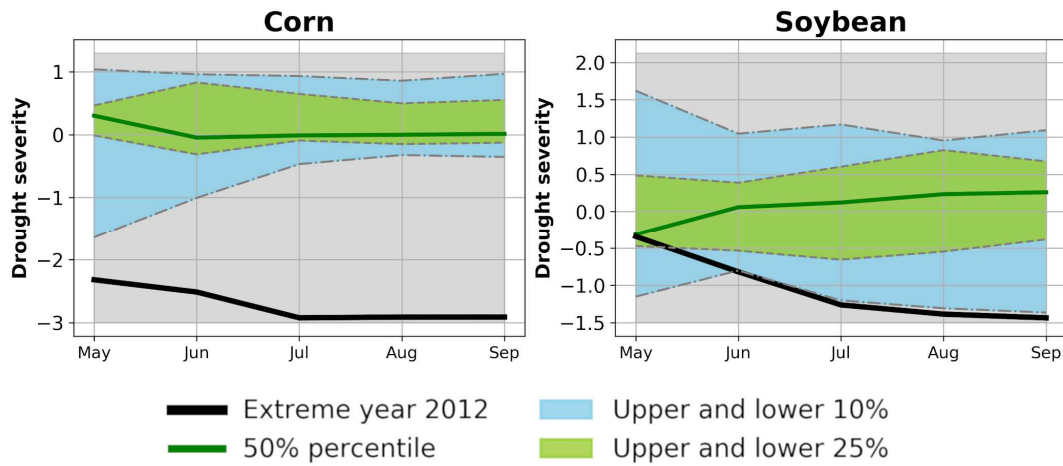 Corn
Drought severity
1
0
−1
−2
−3
May Jun Jul Aug Sep
Soybean
Drought severity
2.0
1.5
1.0
0.5
0.0
−0.5
−1.0
−1.5
May Jun Jul Aug Sep
Extreme year 2012
50% percentile
Upper and lower 10%
Upper and lower 25%